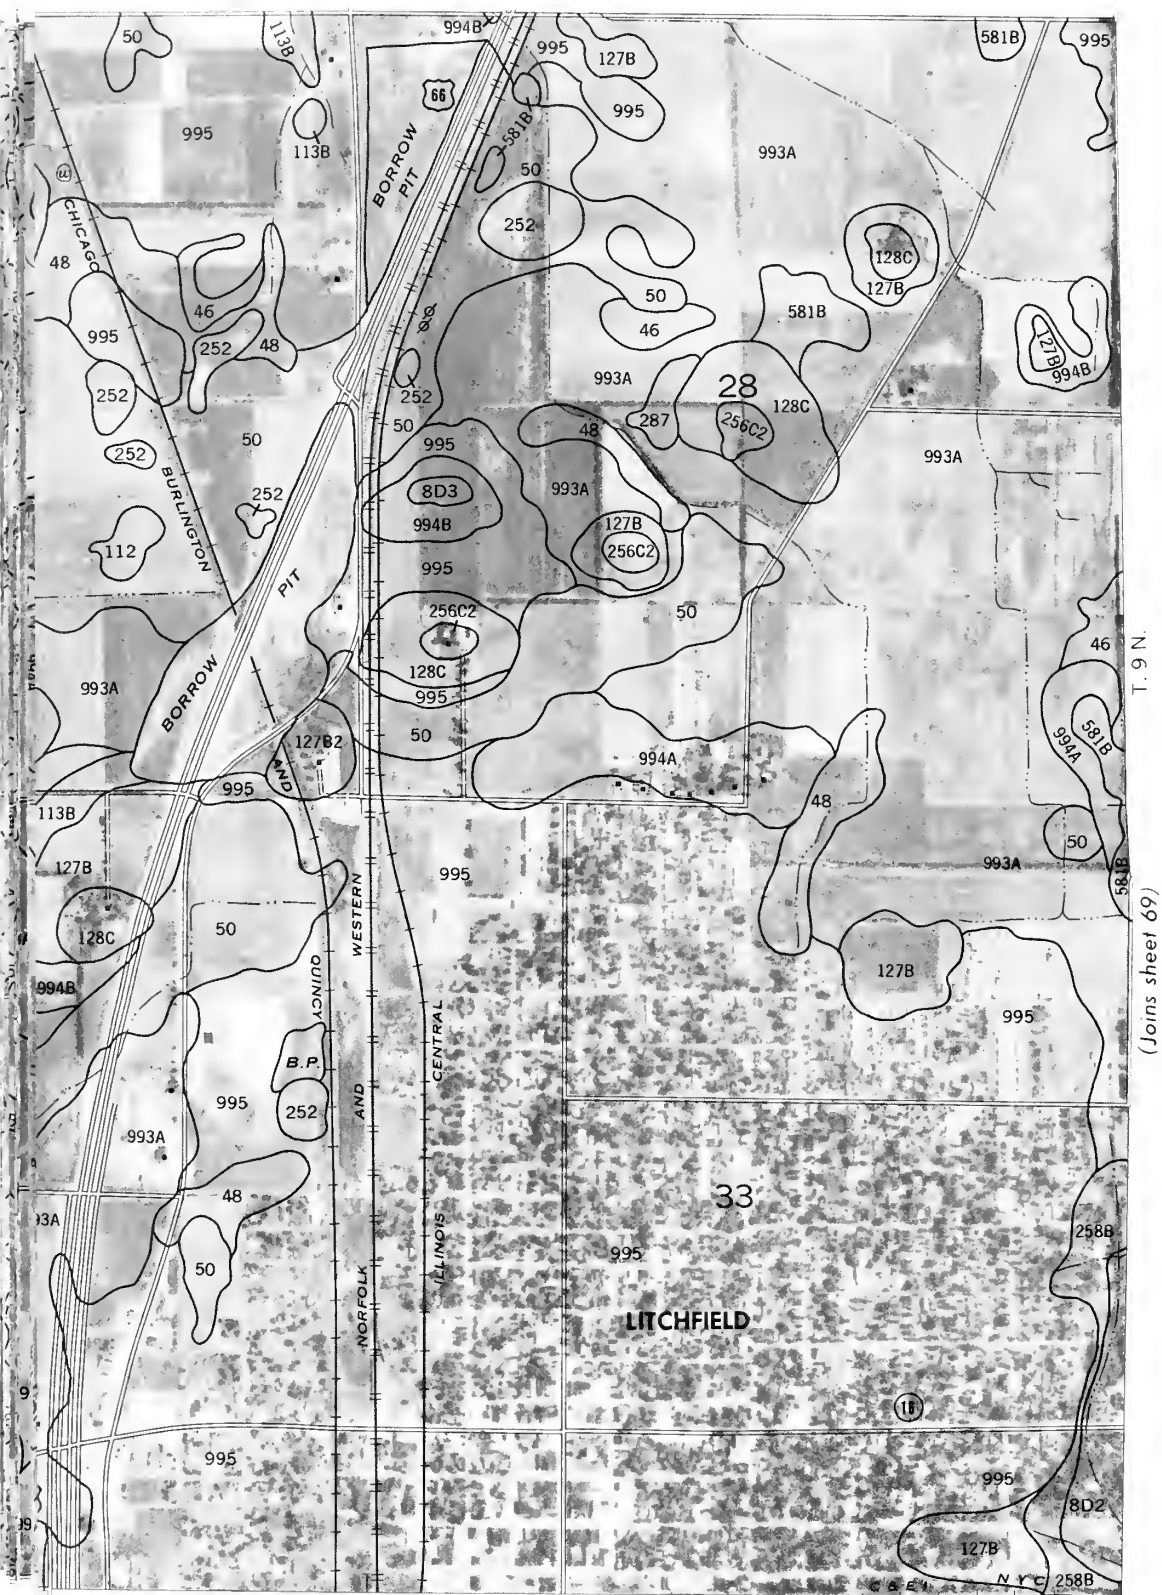 994B
50
113B
995
127B
581B
995
66
995
995
BORROW
PIT
581B
113B
993A
50
CHICAGO
252
48
128C
127B
46
50
581B
995
252
48
46
127B
994B
252
993A
28
128C
252
50
287
256C2
50
995
48
993A
252
BURLINGTON
252
8D3
993A
994B
127B
112
256C2
PIT
995
256C2
50
46
T. 9 N.
993A
BORROW
128C
995
581B
127B2
50
994A
994A
AND
995
48
113B
50
127B
995
993A
581B
WESTERN
128C
50
127B
(Joins sheet 69)
994B
QUINCY
CENTRAL
995
B.P.
995
252
AND
993A
48
33
93A
258B
50
995
ILLINOIS
NORFOLK
LITCHFIELD
16
995
995
8D2
127B
C & EI
N Y C
258B